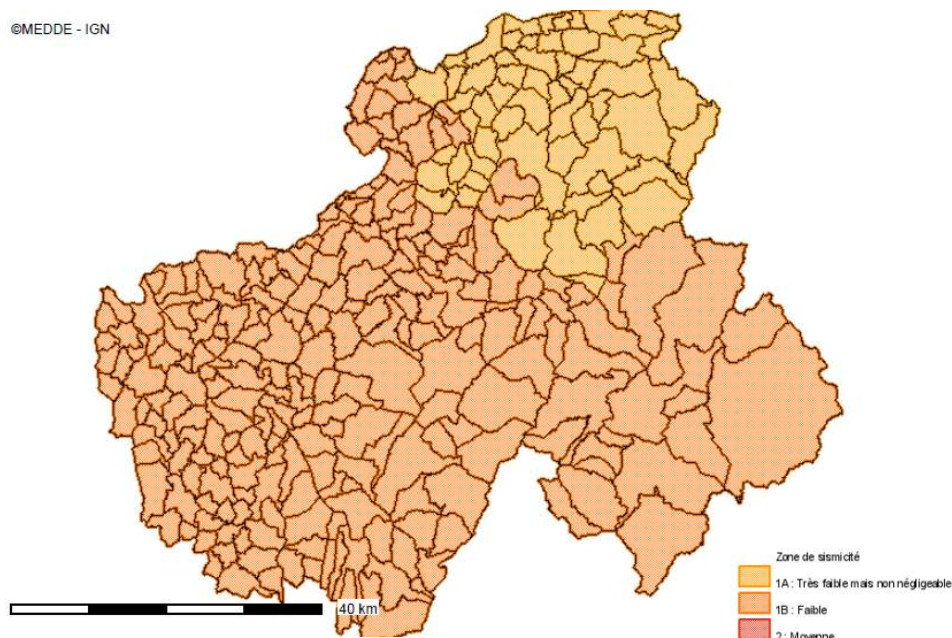 ©MEDDE - IGN
Zone de sismicité
1A : Très faible mais non négligeable
40 km
1B : Faible
2 : Moyenne